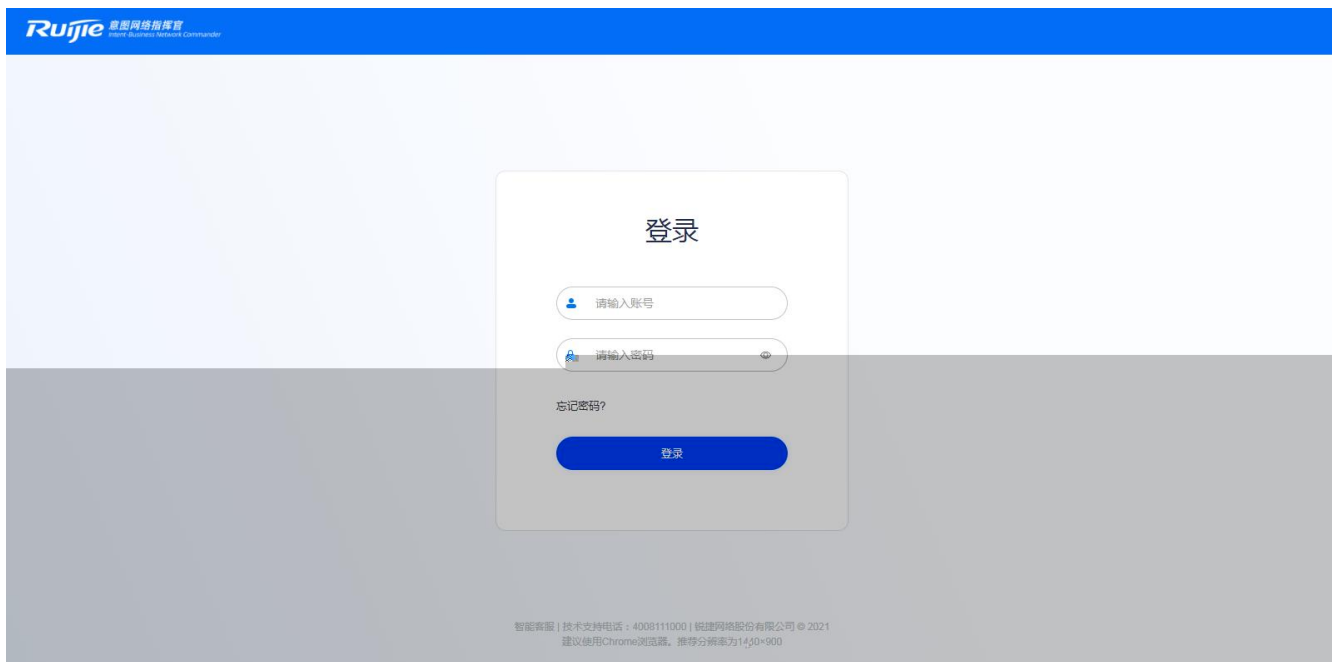 Ruijie 意图网络指挥官
Intent-Business Network Commander
登录
请输入账号
请输入密码
忘记密码?
登录
智能客服 | 技术支持电话：4008111000 | 锐捷网络股份有限公司 © 2021
建议使用Chrome浏览器。推荐分辨率为1440×900